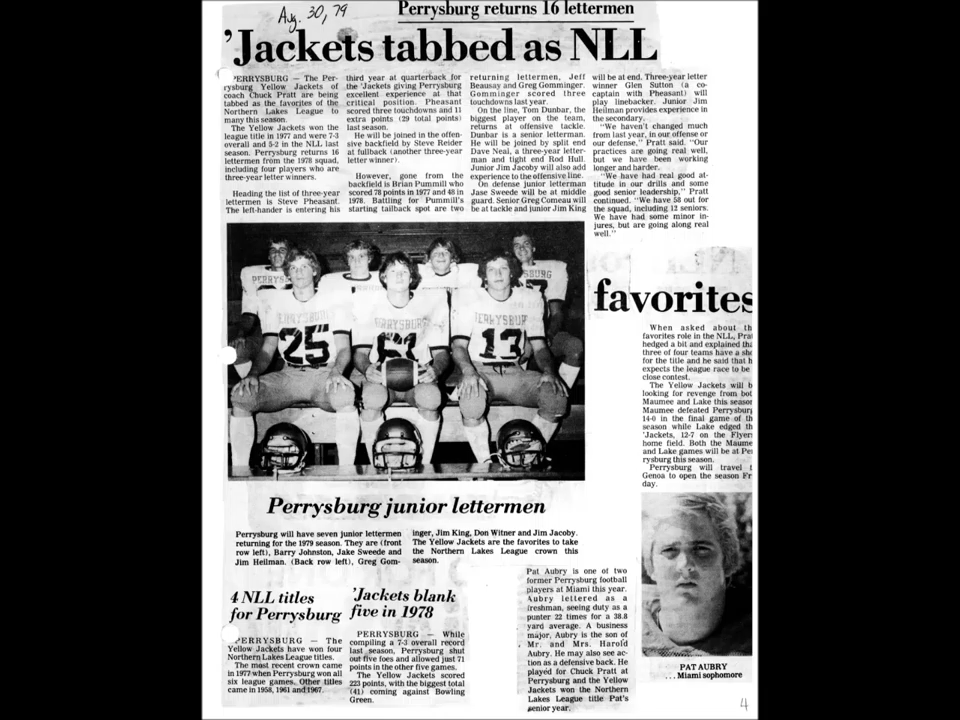 Aug. 30, 79
Perrysburg returns 16 lettermen
'Jackets tabbed as NLL
PERRYSBURG — The Per-
rysburg Yellow Jackets of
coach Chuck Pratt are being
tabbed as the favorites of the
Northern Lakes League to
many this season.
The Yellow Jackets won the
league title in 1977 and were 7-3
overall and 5-2 in the NLL last
season. Perrysburg returns 16
lettermen from the 1978 squad,
including four players who are
three-year letter winners.
Heading the list of three-year
lettermen is Steve Pheasant.
The left-hander is entering his
third year at quarterback for
the 'Jackets giving Perrysburg
excellent experience at that
critical position. Pheasant
scored three touchdowns and 11
extra points (29 total points)
last season.
He will be joined in the offen-
sive backfield by Steve Reider
at fullback (another three-year
letter winner).
However, gone from the
backfield is Brian Pummill who
scored 78 points in 1977 and 48 in
1978. Battling for Pummill's
starting tailback spot are two
returning lettermen, Jeff
Beausay and Greg Gomminger.
Gomminger scored three
touchdowns last year.
On the line, Tom Dunbar, the
biggest player on the team,
returns at offensive tackle.
Dunbar is a senior letterman.
He will be joined by split end
Dave Neal, a three-year letter-
man and tight end Rod Hull.
Junior Jim Jacoby will also add
experience to the offensive line.
On defense junior letterman
Jase Sweede will be at middle
guard. Senior Greg Comeau will
be at tackle and junior Jim King
will be at end. Three-year letter
winner Glen Sutton (a co-
captain with Pheasant) will
play linebacker. Junior Jim
Heilman provides experience in
the secondary.
"We haven't changed much
from last year, in our offense or
our defense," Pratt said. "Our
practices are going real well,
but we have been working
longer and harder.
"We have had real good at-
titude in our drills and some
good senior leadership," Pratt
continued. "We have 58 out for
the squad, including 12 seniors.
We have had some minor in-
jures, but are going along real
well."
favorites
When asked about th
favorites role in the NLL, Prat
hedged a bit and explained tha
three of four teams have a sho
for the title and he said that h
expects the league race to be
close contest.
The Yellow Jackets will b
looking for revenge from bot
Maumee and Lake this season
Maumee defeated Perrysburg
14-0 in the final game of th
season while Lake edged th
'Jackets, 12-7 on the Flyers
home field. Both the Maume
and Lake games will be at Per
rysburg this season.
Perrysburg will travel t
Genoa to open the season Fr
day.
PERRYS
SBURG
PERRYSBURG
25
PERRYSBURG
61
PERRYSBURG
13
Perrysburg junior lettermen
Perrysburg will have seven junior lettermen
returning for the 1979 season. They are (front
row left), Barry Johnston, Jake Sweede and
Jim Heilman. (Back row left), Greg Gom-
inger, Jim King, Don Witner and Jim Jacoby.
The Yellow Jackets are the favorites to take
the Northern Lakes League crown this
season.
4 NLL titles
for Perrysburg
PERRYSBURG — The
Yellow Jackets have won four
Northern Lakes League titles.
The most recent crown came
in 1977 when Perrysburg won all
six league games. Other titles
came in 1958, 1961 and 1967.
'Jackets blank
five in 1978
PERRYSBURG — While
compiling a 7-3 overall record
last season, Perrysburg shut
out five foes and allowed just 71
points in the other five games.
The Yellow Jackets scored
223 points, with the biggest total
(41) coming against Bowling
Green.
Pat Aubry is one of two
former Perrysburg football
players at Miami this year.
Aubry lettered as a
freshman, seeing duty as a
punter 22 times for a 38.8
yard average. A business
major, Aubry is the son of
Mr. and Mrs. Harold
Aubry. He may also see ac-
tion as a defensive back. He
played for Chuck Pratt at
Perrysburg and the Yellow
Jackets won the Northern
Lakes League title Pat's
senior year.
PAT AUBRY
. . . Miami sophomore
4